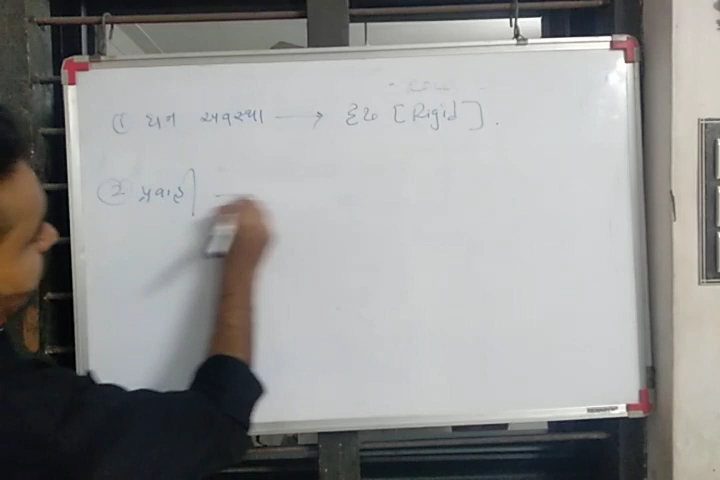 ① ઘન અવસ્થા → દૃઢ [Rigid].
② પ્રવાહી —